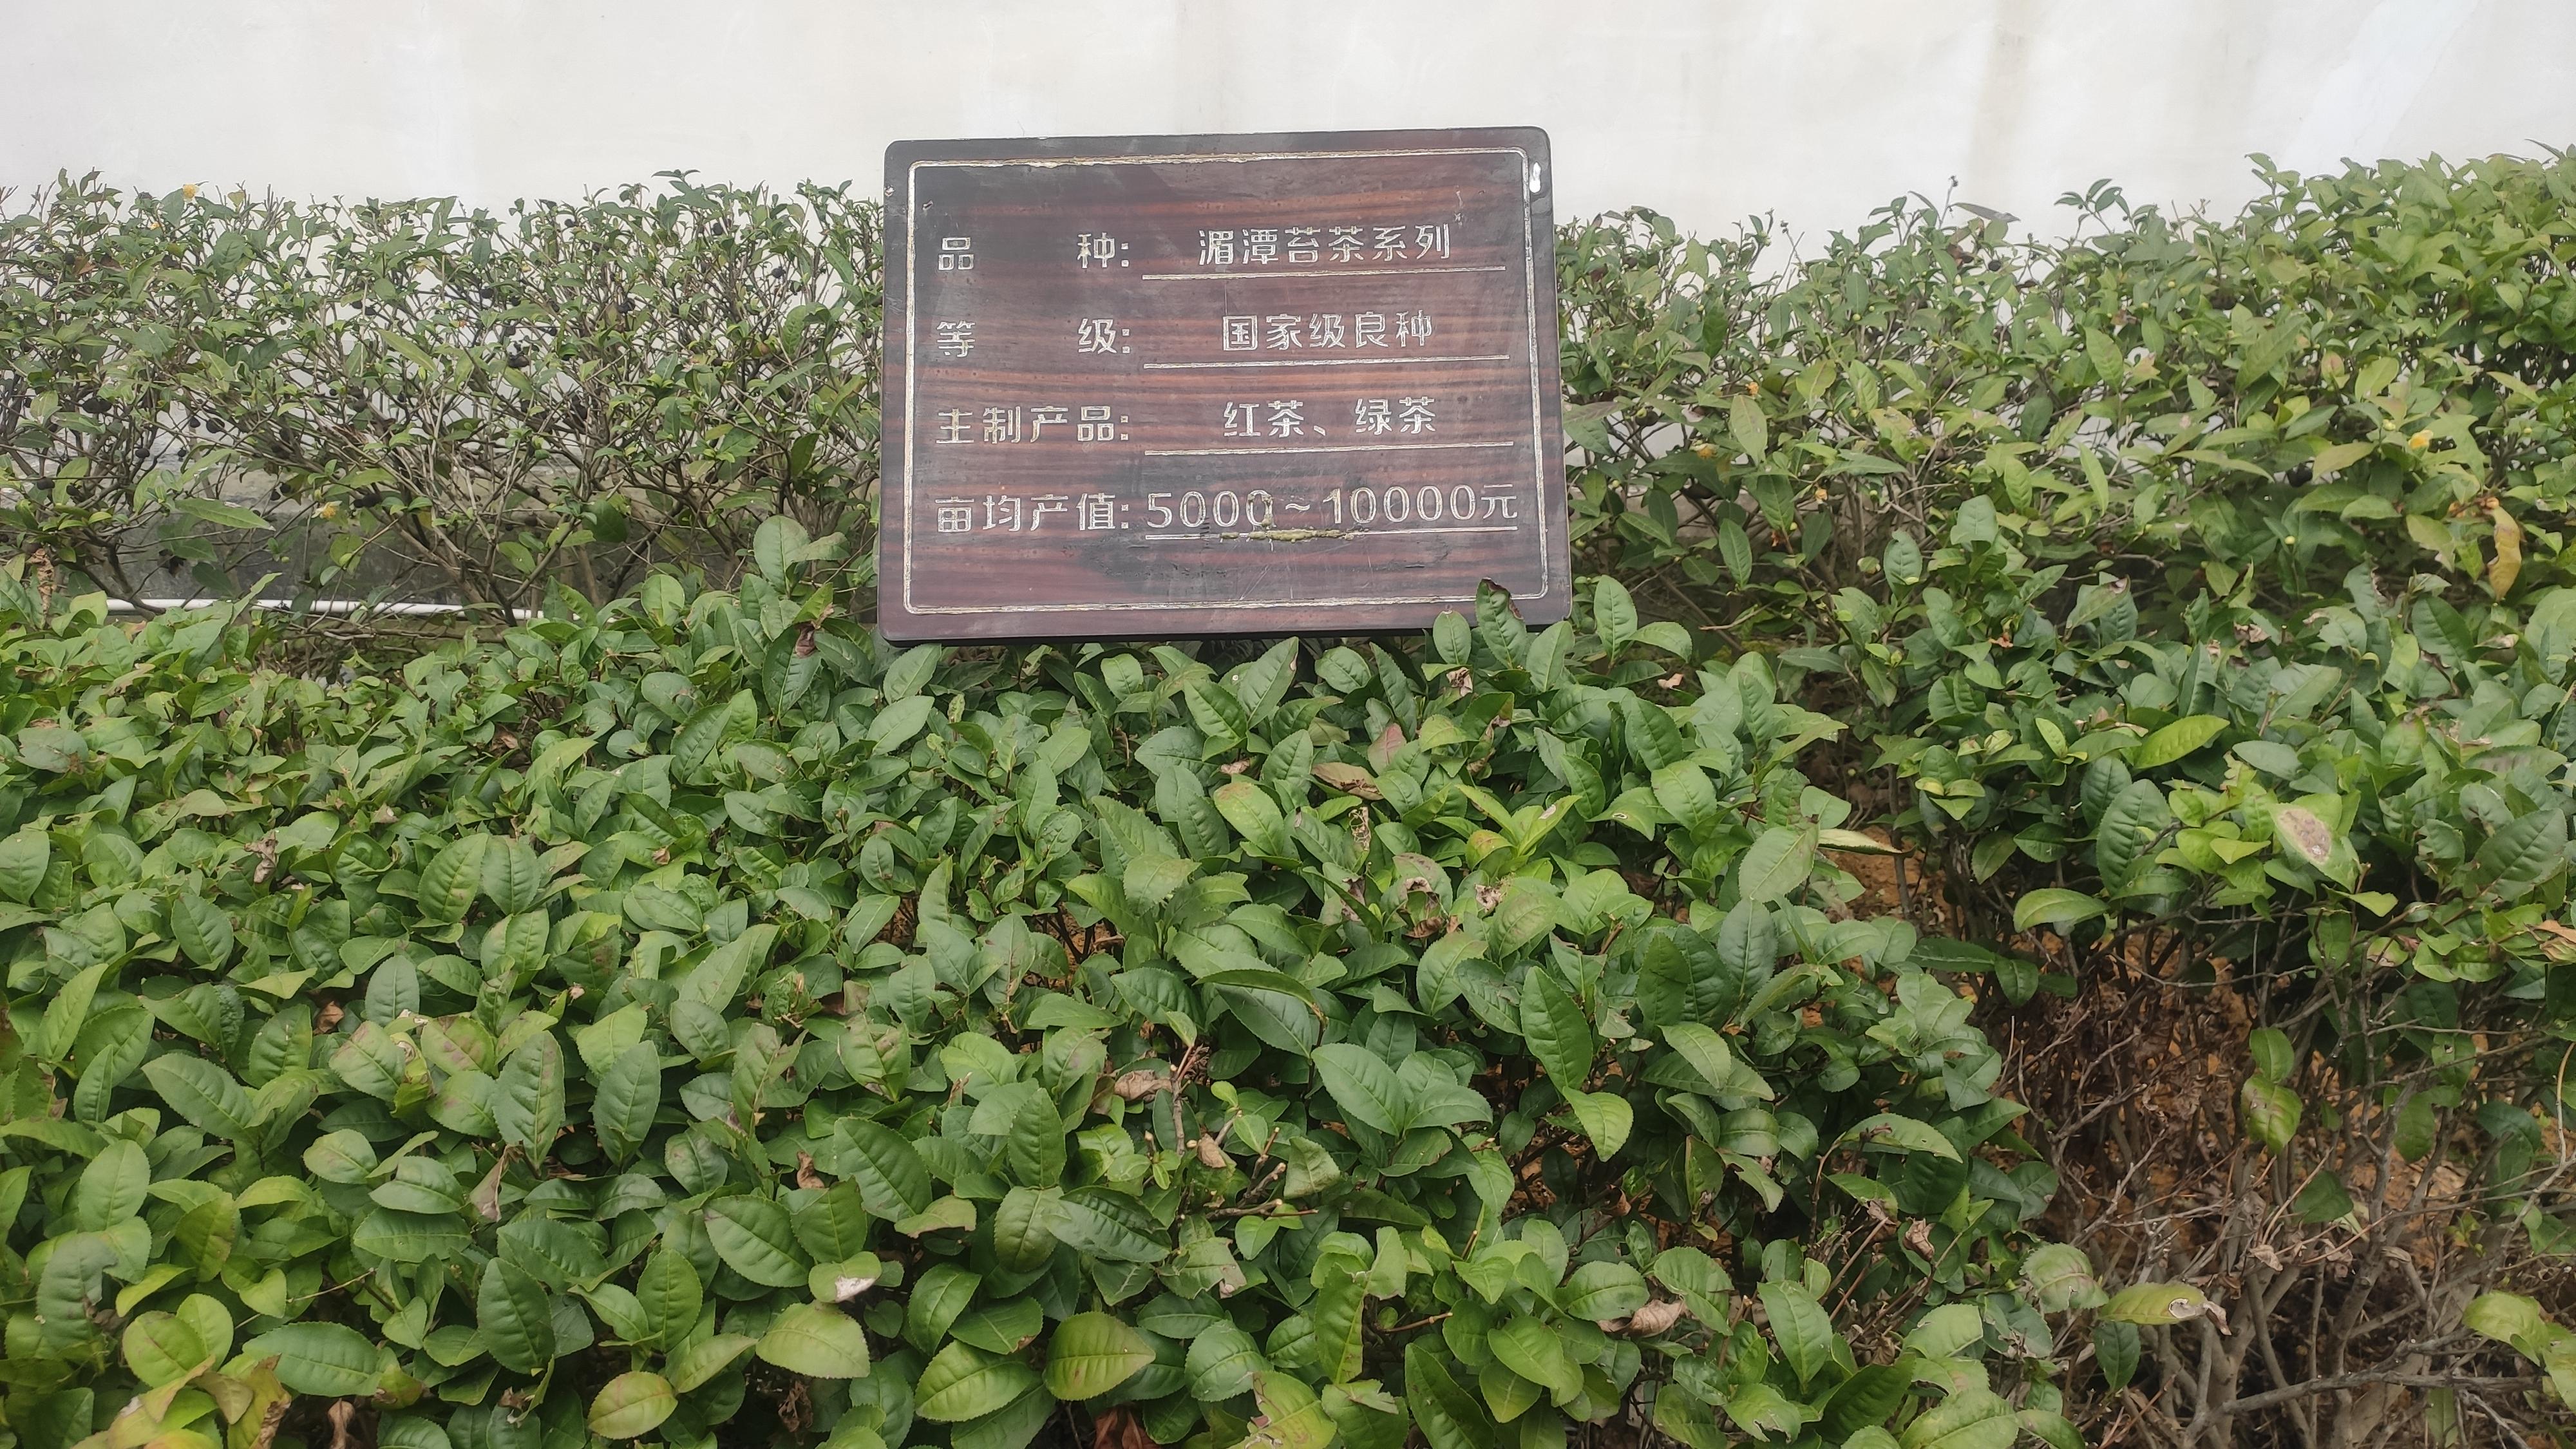 品 种: 湄潭苔茶系列
等 级: 国家级良种
主制产品: 红茶、绿茶
亩均产值: 5000~10000元